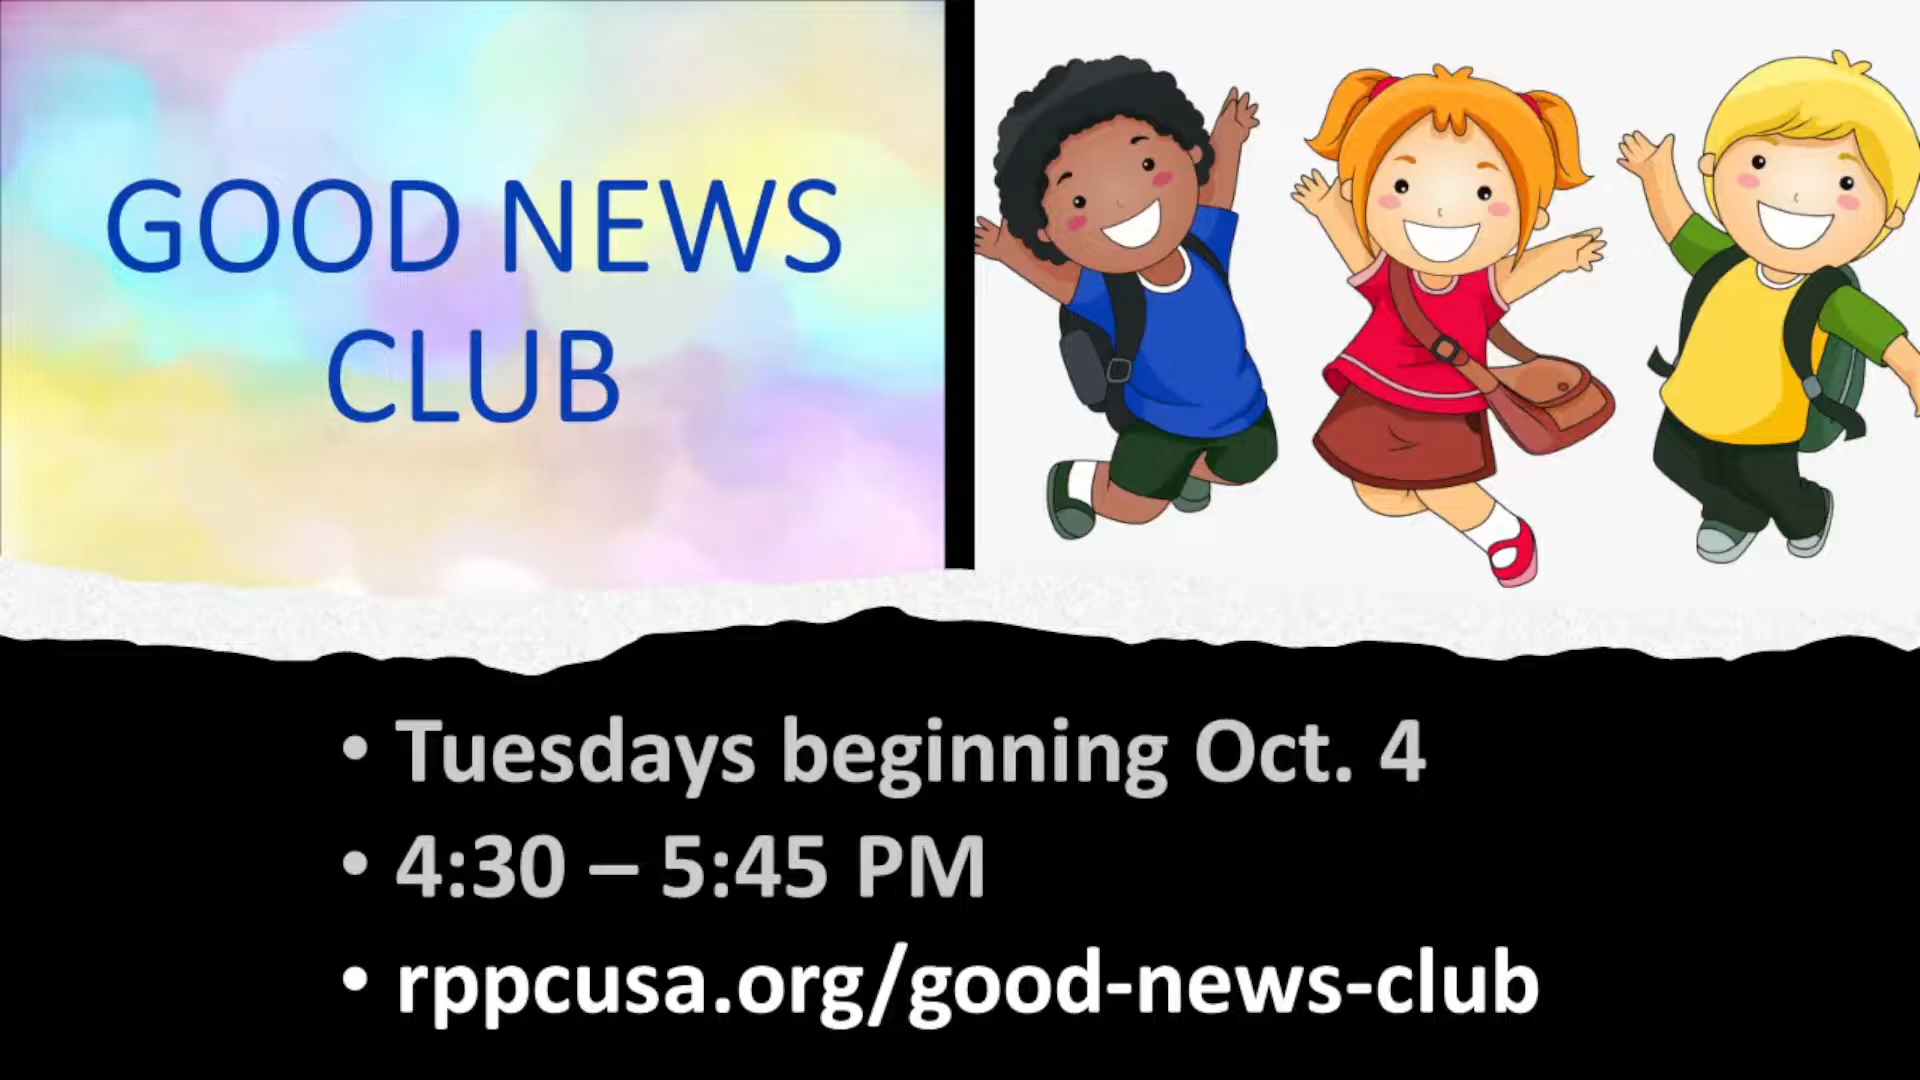 GOOD NEWS
CLUB
• Tuesdays beginning Oct. 4
• 4:30 – 5:45 PM
• rppcusa.org/good-news-club